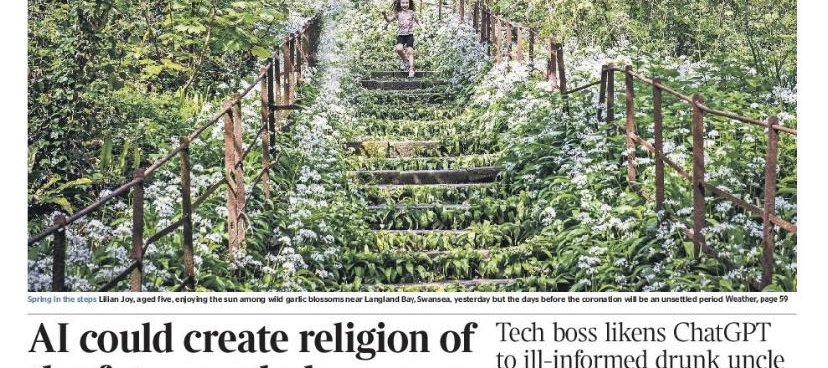 Spring in the steps Lilian Joy, aged five, enjoying the sun among wild garlic blossoms near Langland Bay, Swansea, yesterday but the days before the coronation will be an unsettled period Weather, page 59
AI could create religion of
Tech boss likens ChatGPT
to ill-informed drunk uncle